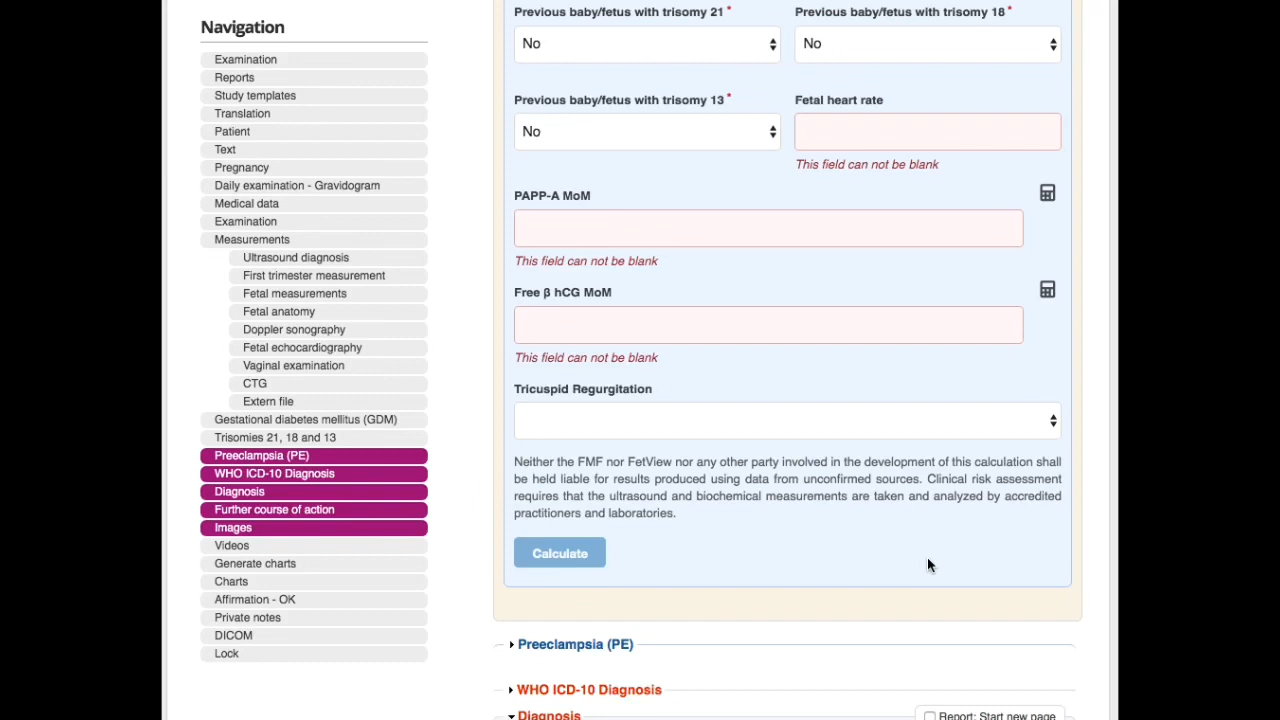 Navigation
Examination
Reports
Study templates
Translation
Patient
Text
Pregnancy
Daily examination - Gravidogram
Medical data
Examination
Measurements
Ultrasound diagnosis
First trimester measurement
Fetal measurements
Fetal anatomy
Doppler sonography
Fetal echocardiography
Vaginal examination
CTG
Extern file
Gestational diabetes mellitus (GDM)
Trisomies 21, 18 and 13
Preeclampsia (PE)
WHO ICD-10 Diagnosis
Diagnosis
Further course of action
Images
Videos
Generate charts
Charts
Affirmation - OK
Private notes
DICOM
Lock
Previous baby/fetus with trisomy 21 *
Previous baby/fetus with trisomy 18 *
No
No
Previous baby/fetus with trisomy 13 *
Fetal heart rate
No
This field can not be blank
PAPP-A MoM
This field can not be blank
Free β hCG MoM
This field can not be blank
Tricuspid Regurgitation
Neither the FMF nor FetView nor any other party involved in the development of this calculation shall
be held liable for results produced using data from unconfirmed sources. Clinical risk assessment
requires that the ultrasound and biochemical measurements are taken and analyzed by accredited
practitioners and laboratories.
Calculate
Preeclampsia (PE)
WHO ICD-10 Diagnosis
Diagnosis
Report: Start new page